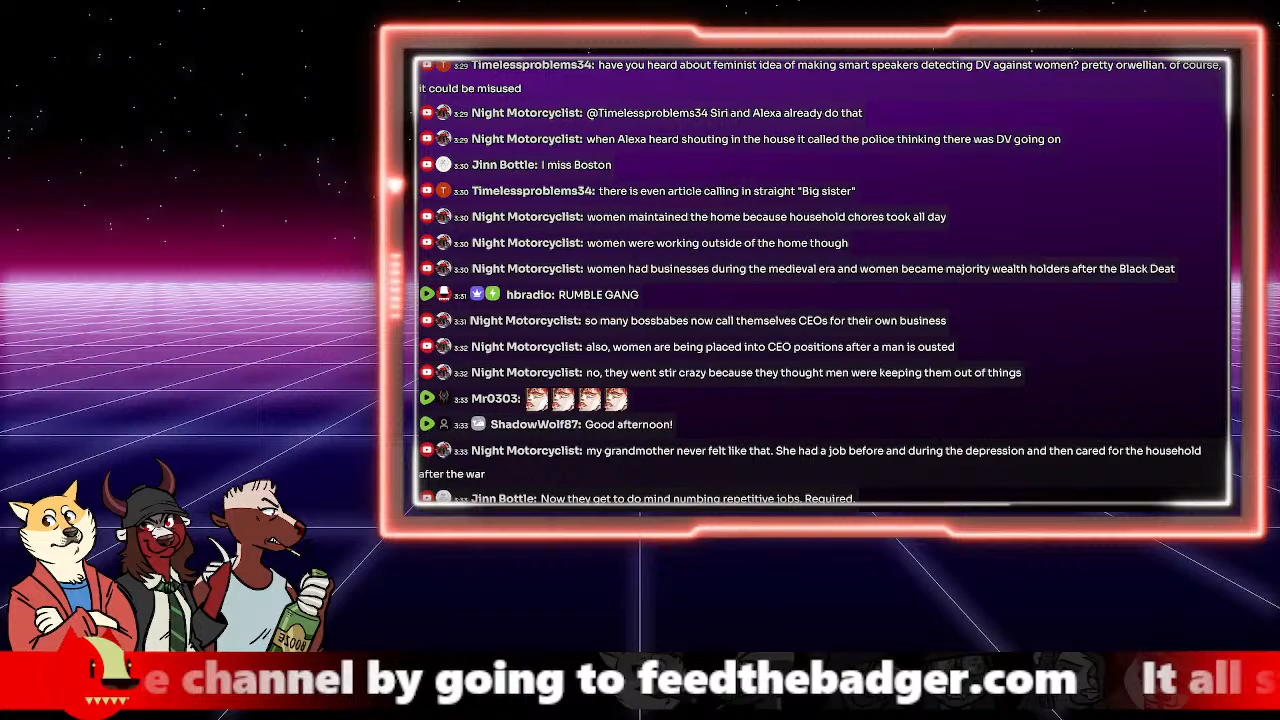 3:29 Timelessproblems34: have you heard about feminist idea of making smart speakers detecting DV against women? pretty orwellian. of course,
it could be misused
3:29 Night Motorcyclist: @Timelessproblems34 Siri and Alexa already do that
3:29 Night Motorcyclist: when Alexa heard shouting in the house it called the police thinking there was DV going on
3:30 Jinn Bottle: I miss Boston
T 3:30 Timelessproblems34: there is even article calling in straight "Big sister"
3:30 Night Motorcyclist: women maintained the home because household chores took all day
3:30 Night Motorcyclist: women were working outside of the home though
3:30 Night Motorcyclist: women had businesses during the medieval era and women became majority wealth holders after the Black Deat
3:31 hbradio: RUMBLE GANG
3:31 Night Motorcyclist: so many bossbabes now call themselves CEOs for their own business
3:32 Night Motorcyclist: also, women are being placed into CEO positions after a man is ousted
3:32 Night Motorcyclist: no, they went stir crazy because they thought men were keeping them out of things
3:33 Mr0303:
3:33 ShadowWolf87: Good afternoon!
3:33 Night Motorcyclist: my grandmother never felt like that. She had a job before and during the depression and then cared for the household
after the war
3:33 Jinn Bottle: Now they get to do mind numbing repetitive jobs. Required.
BOOZE
e channel by going to feedthebadger.com It all s